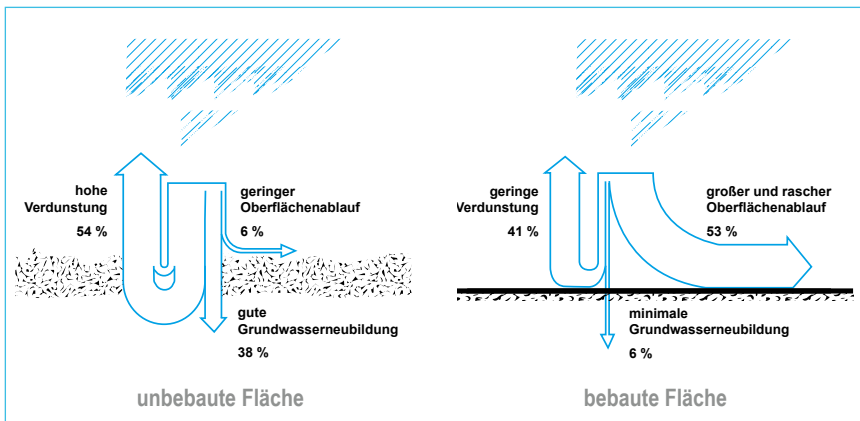 hohe
Verdunstung
54 %
geringer
Oberflächenablauf
6 %
gute
Grundwasserneubildung
38 %
unbebaute Fläche
geringe
Verdunstung
41 %
großer und rascher
Oberflächenablauf
53 %
minimale
Grundwasserneubildung
6 %
bebaute Fläche